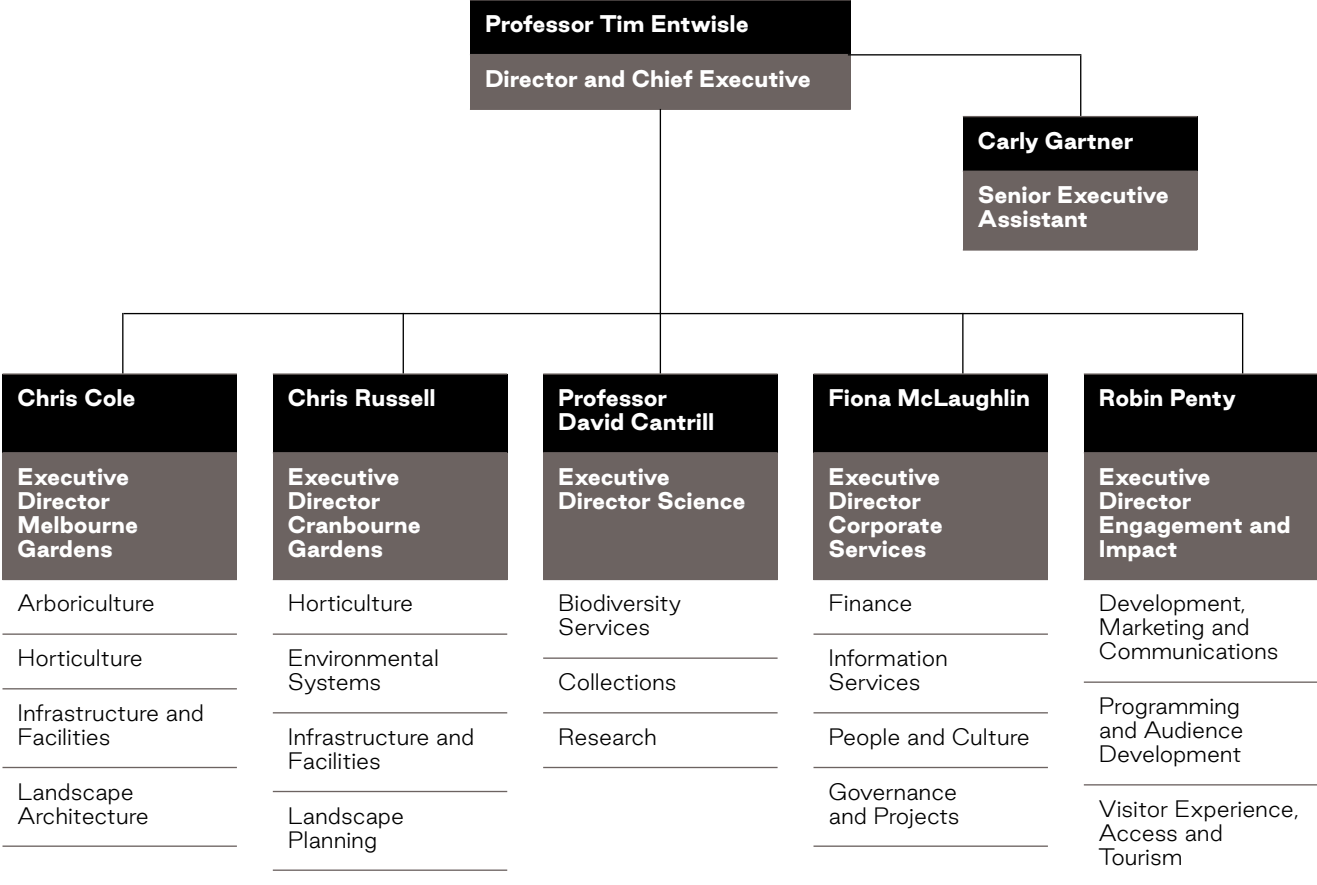 Professor Tim Entwisle
Director and Chief Executive
Carly Gartner
Senior Executive
Assistant
Chris Cole
Executive
Director
Melbourne
Gardens
Arboriculture
Horticulture
Infrastructure and
Facilities
Landscape
Architecture
Chris Russell
Executive
Director
Cranbourne
Gardens
Horticulture
Environmental
Systems
Infrastructure and
Facilities
Landscape
Planning
Professor
David Cantrill
Executive
Director Science
Biodiversity
Services
Collections
Research
Fiona McLaughlin
Executive
Director
Corporate
Services
Finance
Information
Services
People and Culture
Governance
and Projects
Robin Penty
Executive
Director
Engagement and
Impact
Development,
Marketing and
Communications
Programming
and Audience
Development
Visitor Experience,
Access and
Tourism